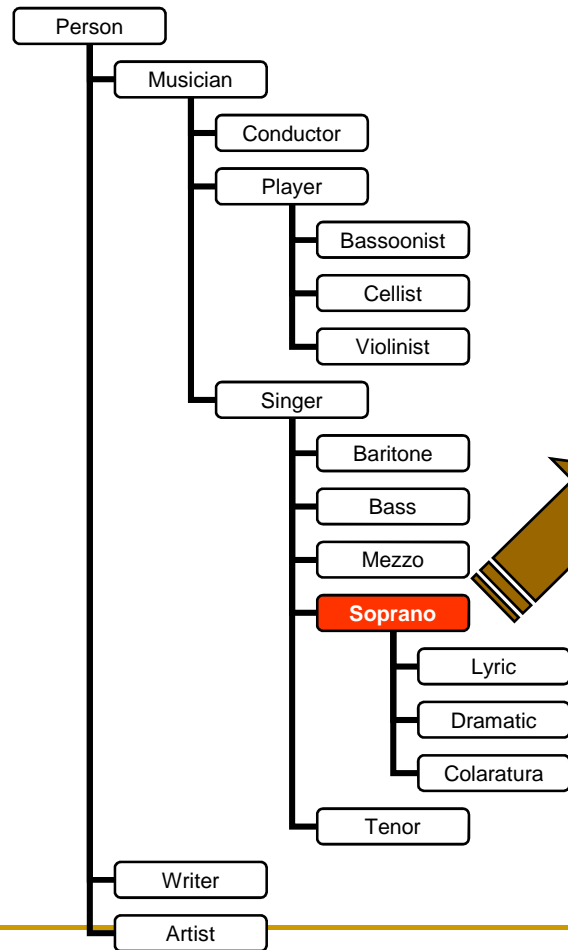 Person
Musician
Conductor
Player
Bassoonist
Cellist
Violinist
Singer
Baritone
Bass
Mezzo
Soprano
Lyric
Dramatic
Colaratura
Tenor
Writer
Artist